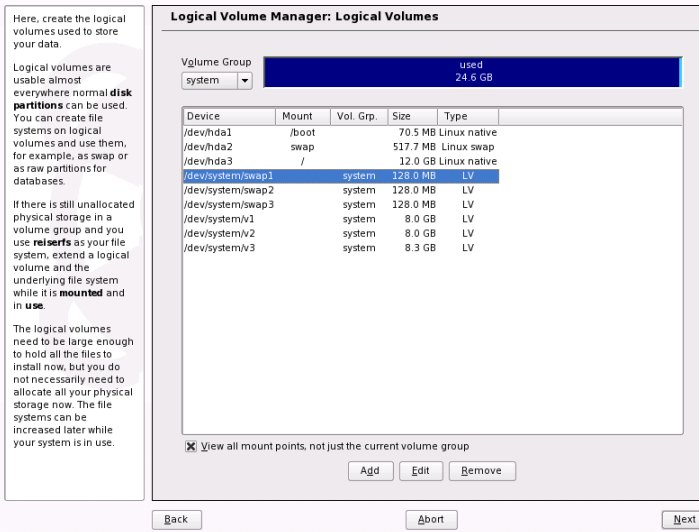 Here, create the logical
volumes used to store
your data.
Logical volumes are
usable almost
everywhere normal disk
partitions can be used.
You can create file
systems on logical
volumes and use them,
for example, as swap or
as raw partitions for
databases.
If there is still unallocated
physical storage in a
volume group and you
use reiserfs as your file
system, extend a logical
volume and the
underlying file system
while it is mounted and
in use.
The logical volumes
need to be large enough
to hold all the files to
install now, but you do
not necessarily need to
allocate all your physical
storage now. The file
systems can be
increased later while
your system is in use.
Logical Volume Manager: Logical Volumes
Volume Group
system
used
24.6 GB
Device Mount Vol. Grp. Size Type
/dev/hda1 /boot 70.5 MB Linux native
/dev/hda2 swap 517.7 MB Linux swap
/dev/hda3 / 12.0 GB Linux native
/dev/system/swap1 system 128.0 MB LV
/dev/system/swap2 system 128.0 MB LV
/dev/system/swap3 system 128.0 MB LV
/dev/system/v1 system 8.0 GB LV
/dev/system/v2 system 8.0 GB LV
/dev/system/v3 system 8.3 GB LV
View all mount points, not just the current volume group
Add Edit Remove
Back Abort Next